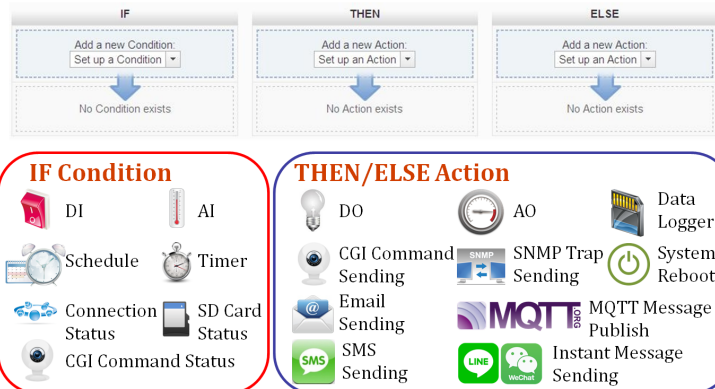 IF
THEN
ELSE
Add a new Condition:
Set up a Condition
Add a new Action:
Set up an Action
Add a new Action:
Set up an Action
No Condition exists
No Action exists
No Action exists
IF Condition
DI
AI
Schedule
Timer
Connection
Status
SD Card
Status
CGI Command Status
THEN/ELSE Action
DO
AO
Data
Logger
CGI Command
Sending
SNMP
SNMP Trap
Sending
System
Reboot
Email
Sending
MQTT.ORG
MQTT Message
Publish
SMS
SMS
Sending
LINE
WeChat
Instant Message
Sending